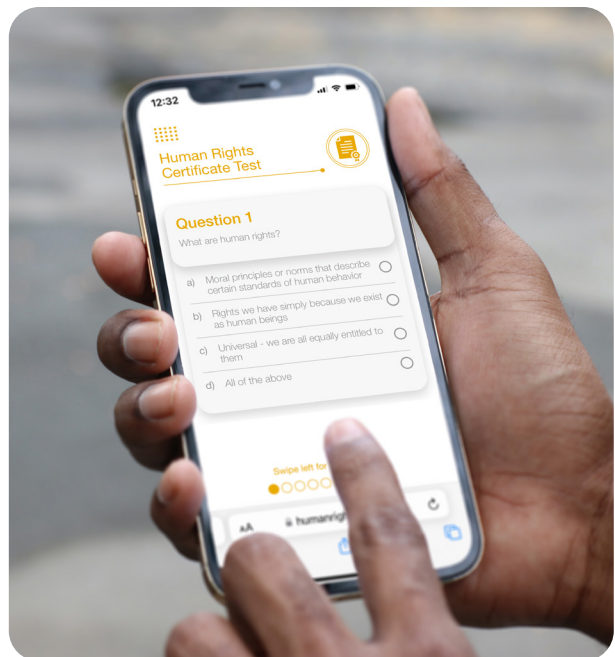 12:32
Human Rights
Certificate Test
Question 1
What are human rights?
a) Moral principles or norms that describe
certain standards of human behavior
b) Rights we have simply because we exist
as human beings
c) Universal - we are all equally entitled to
them
d) All of the above
Swipe left for
AA